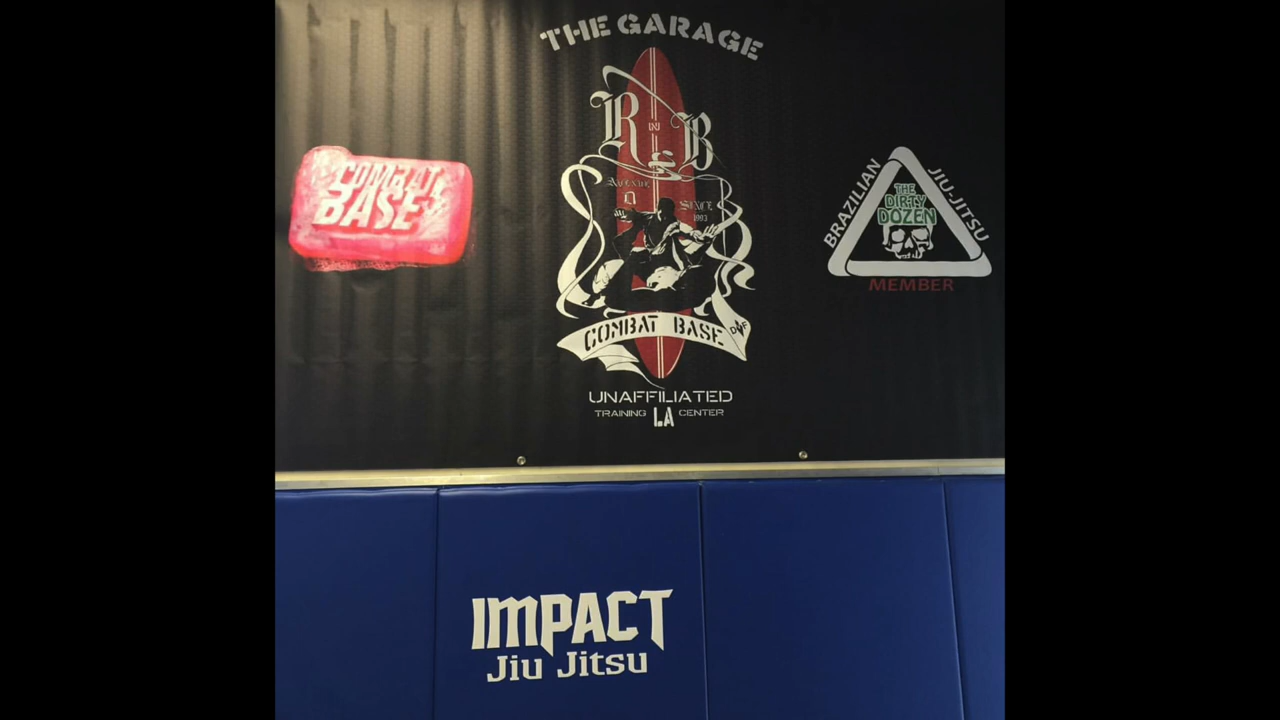 THE GARAGE
R N B
AVENUE
SINCE
1993
COMBAT BASE
UNAFFILIATED
TRAINING LA CENTER
COMBAT
BASE
BRAZILIAN JIU-JITSU
THE
DIRTY
DOZEN
MEMBER
IMPACT
Jiu Jitsu